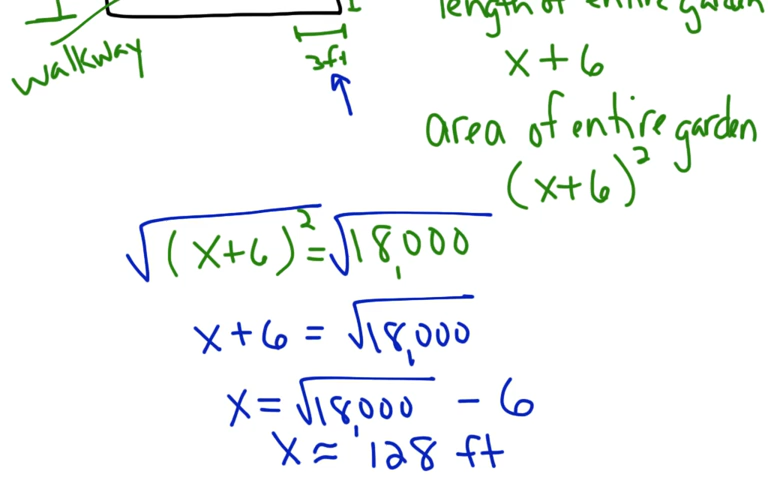 length of entire garden
walkway
3ft
x + 6
area of entire garden
(x+6)²
√(x+6)² = √18,000
x + 6 = √18,000
x = √18,000 - 6
x ≈ 128 ft